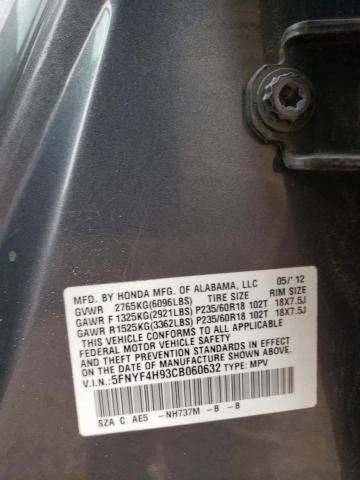 MFD. BY HONDA MFG. OF ALABAMA, LLC 05/'12
GVWR 2765KG(6096LBS) TIRE SIZE RIM SIZE
GAWR F 1325KG(2921LBS) P235/60R18 102T 18X7.5J
GAWR R1525KG(3362LBS) P235/60R18 102T 18X7.5J
THIS VEHICLE CONFORMS TO ALL APPLICABLE
FEDERAL MOTOR VEHICLE SAFETY STANDARDS
IN EFFECT ON THE DATE OF MANUFACTURE SHOWN ABOVE.
V.I.N.: 5FNYF4H93CB060632 TYPE: MPV
SZA C AE5 -NH737M -B -B